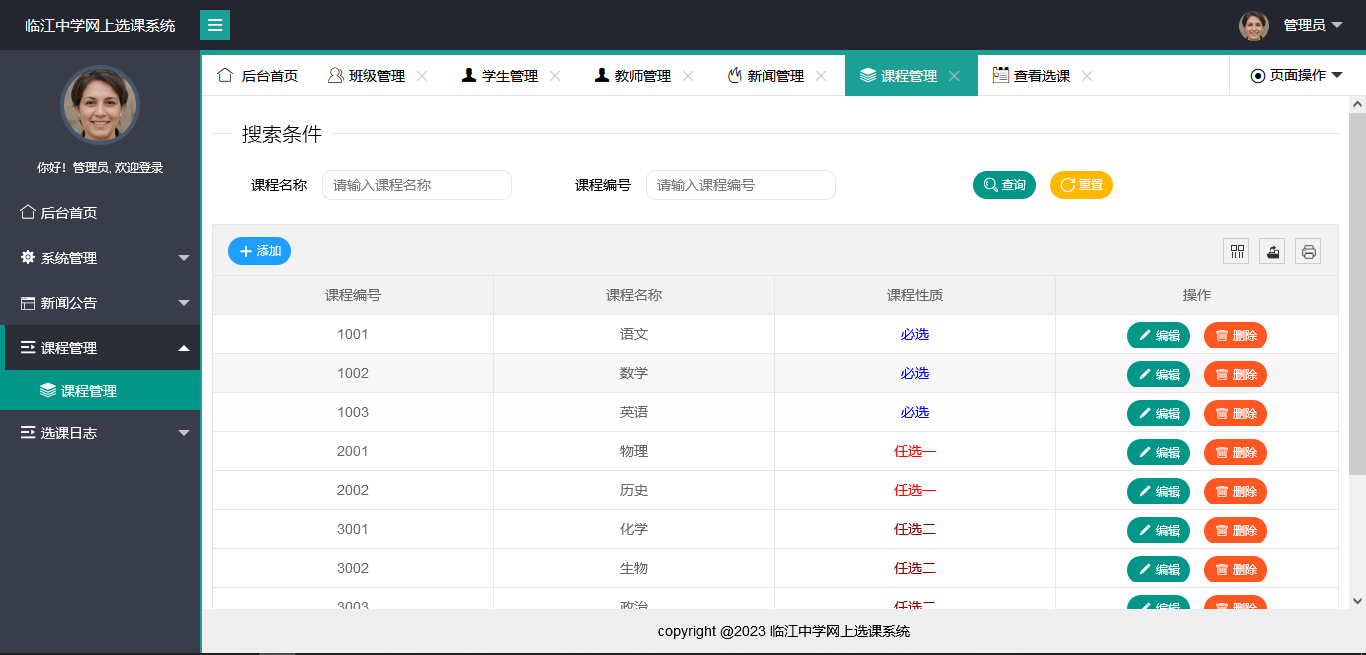 临江中学网上选课系统
管理员
你好！管理员, 欢迎登录
后台首页
系统管理
新闻公告
课程管理
课程管理
选课日志
后台首页 班级管理 学生管理 教师管理 新闻管理 课程管理 查看选课 页面操作
搜索条件
课程名称 请输入课程名称 课程编号 请输入课程编号 查询 重置
添加
课程编号 课程名称 课程性质 操作
1001 语文 必选 编辑 删除
1002 数学 必选 编辑 删除
1003 英语 必选 编辑 删除
2001 物理 任选一 编辑 删除
2002 历史 任选一 编辑 删除
3001 化学 任选二 编辑 删除
3002 生物 任选二 编辑 删除
3003 政治 任选二 编辑 删除
copyright @2023 临江中学网上选课系统